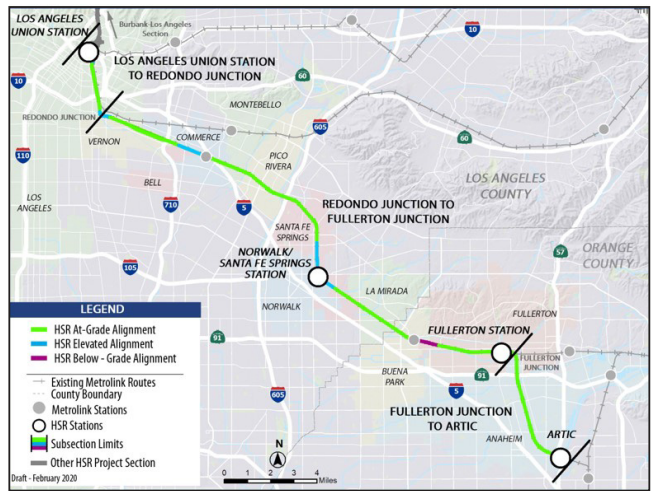 LOS ANGELES
UNION STATION
Burbank-Los Angeles
Section
10
LOS ANGELES UNION STATION
TO REDONDO JUNCTION
10
60
MONTEBELLO
REDONDO JUNCTION
605
60
VERNON
COMMERCE
110
PICO
RIVERA
BELL
LOS ANGELES
COUNTY
LOS
ANGELES
710
5
REDONDO JUNCTION TO
FULLERTON JUNCTION
SANTA FE
SPRINGS
57
ORANGE
COUNTY
NORWALK/
SANTA FE SPRINGS
STATION
105
LA MIRADA
NORWALK
LEGEND
HSR At-Grade Alignment
HSR Elevated Alignment
HSR Below - Grade Alignment
Existing Metrolink Routes
County Boundary
Metrolink Stations
HSR Stations
Subsection Limits
Other HSR Project Section
Draft - February 2020
91
FULLERTON
FULLERTON STATION
FULLERTON
JUNCTION
BUENA
PARK
91
5
605
FULLERTON JUNCTION
TO ARTIC
ANAHEIM
ARTIC
N
0 1 2 3 4
Miles